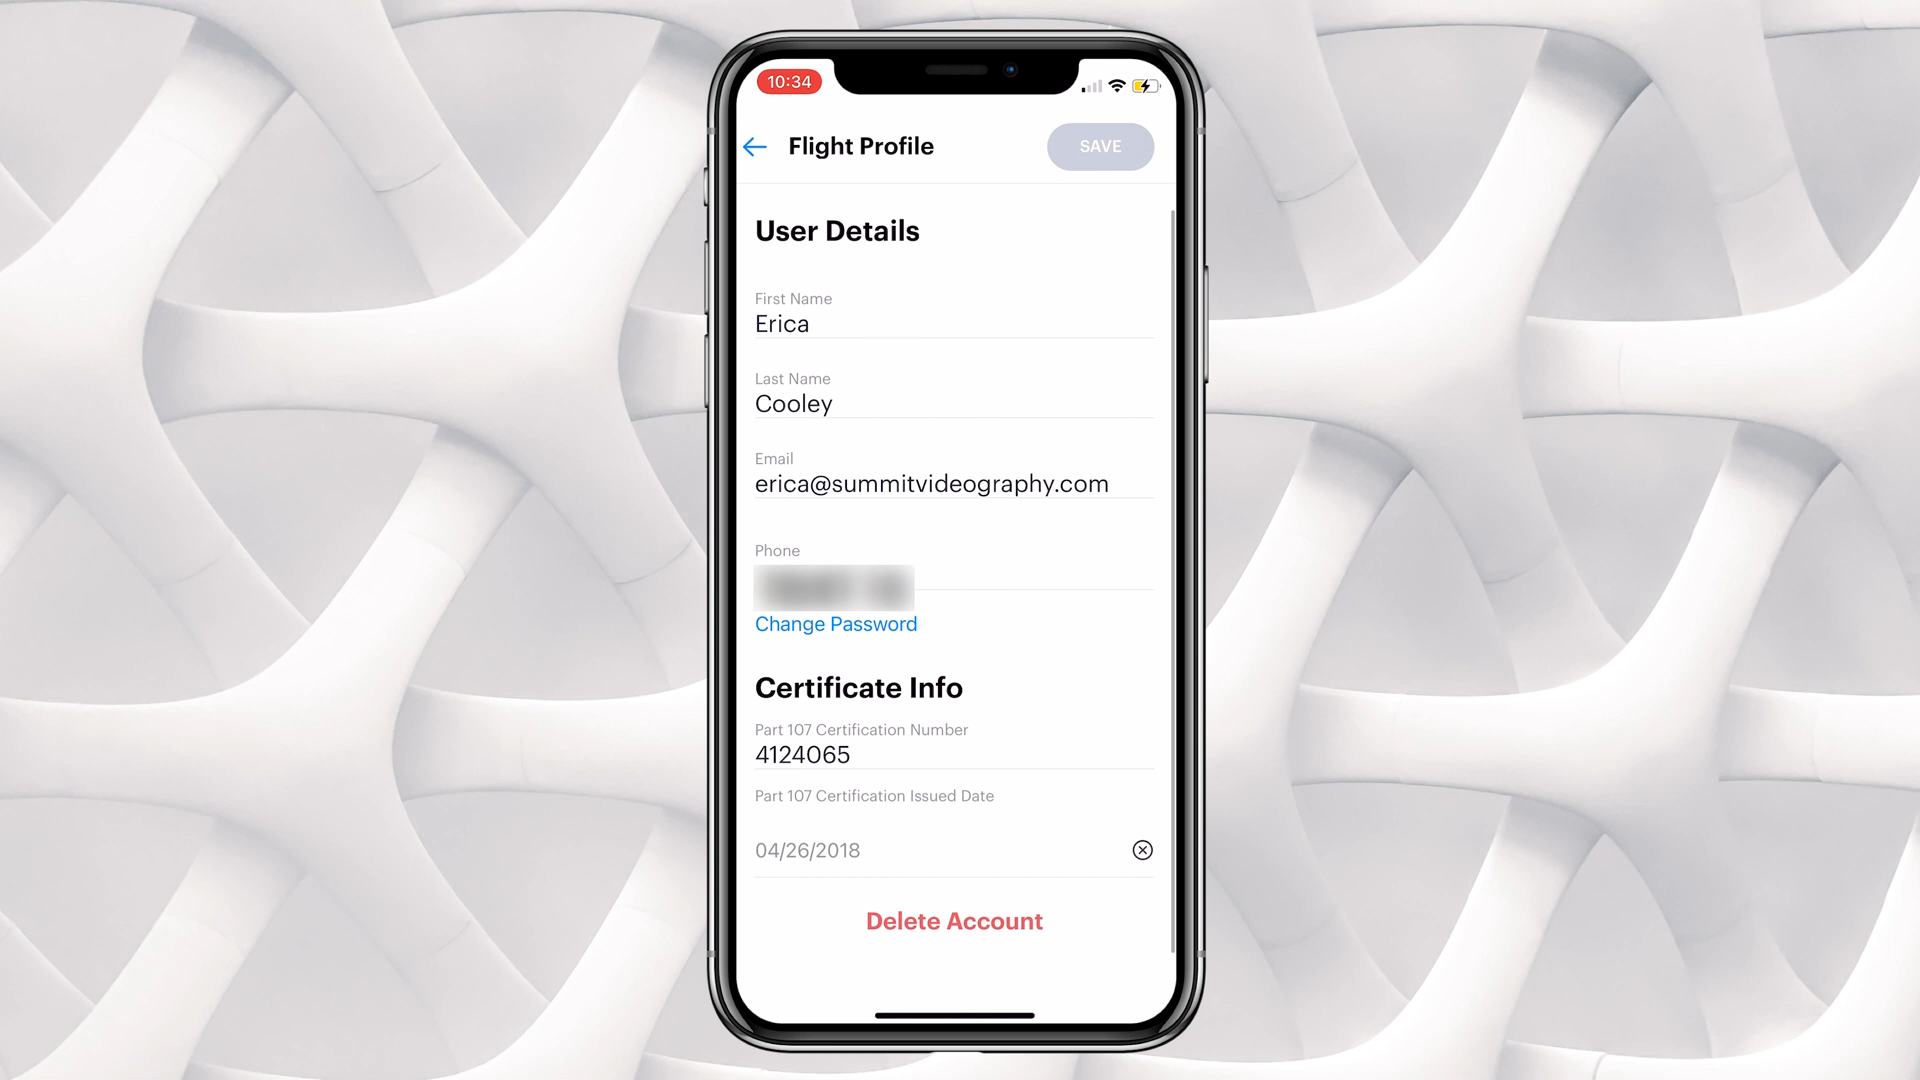 10:34
Flight Profile
SAVE
User Details
First Name
Erica
Last Name
Cooley
Email
erica@summitvideography.com
Phone
Change Password
Certificate Info
Part 107 Certification Number
4124065
Part 107 Certification Issued Date
04/26/2018
Delete Account